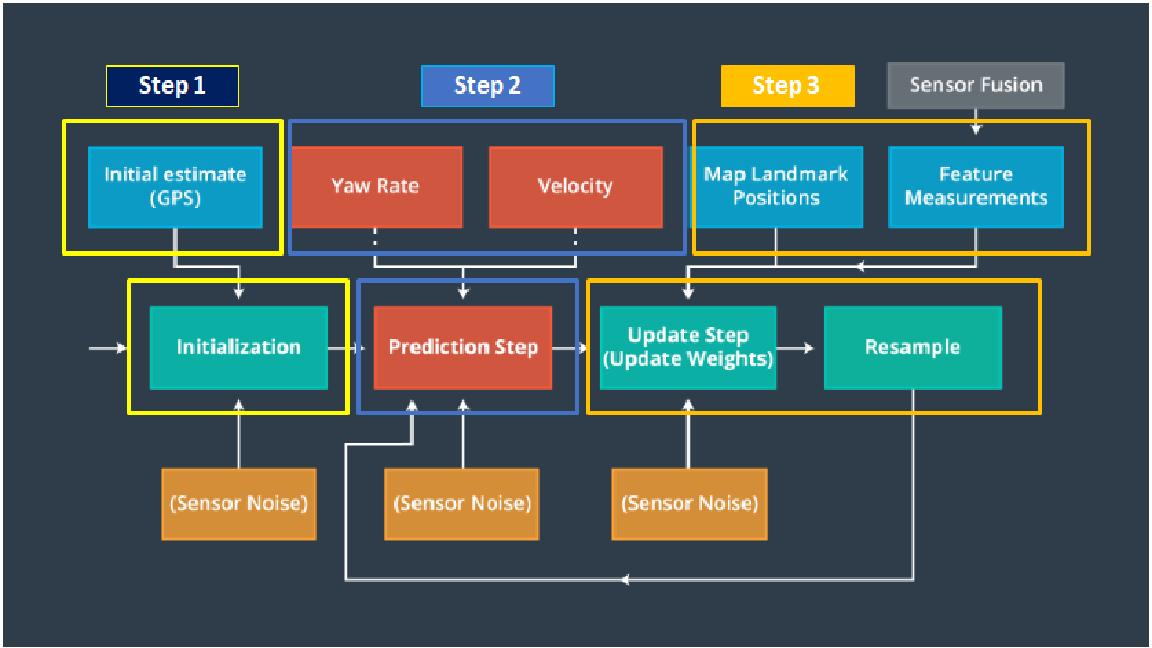 Step 1
Step 2
Step 3
Sensor Fusion
Initial estimate
(GPS)
Yaw Rate
Velocity
Map Landmark
Positions
Feature
Measurements
Initialization
Prediction Step
Update Step
(Update Weights)
Resample
(Sensor Noise)
(Sensor Noise)
(Sensor Noise)